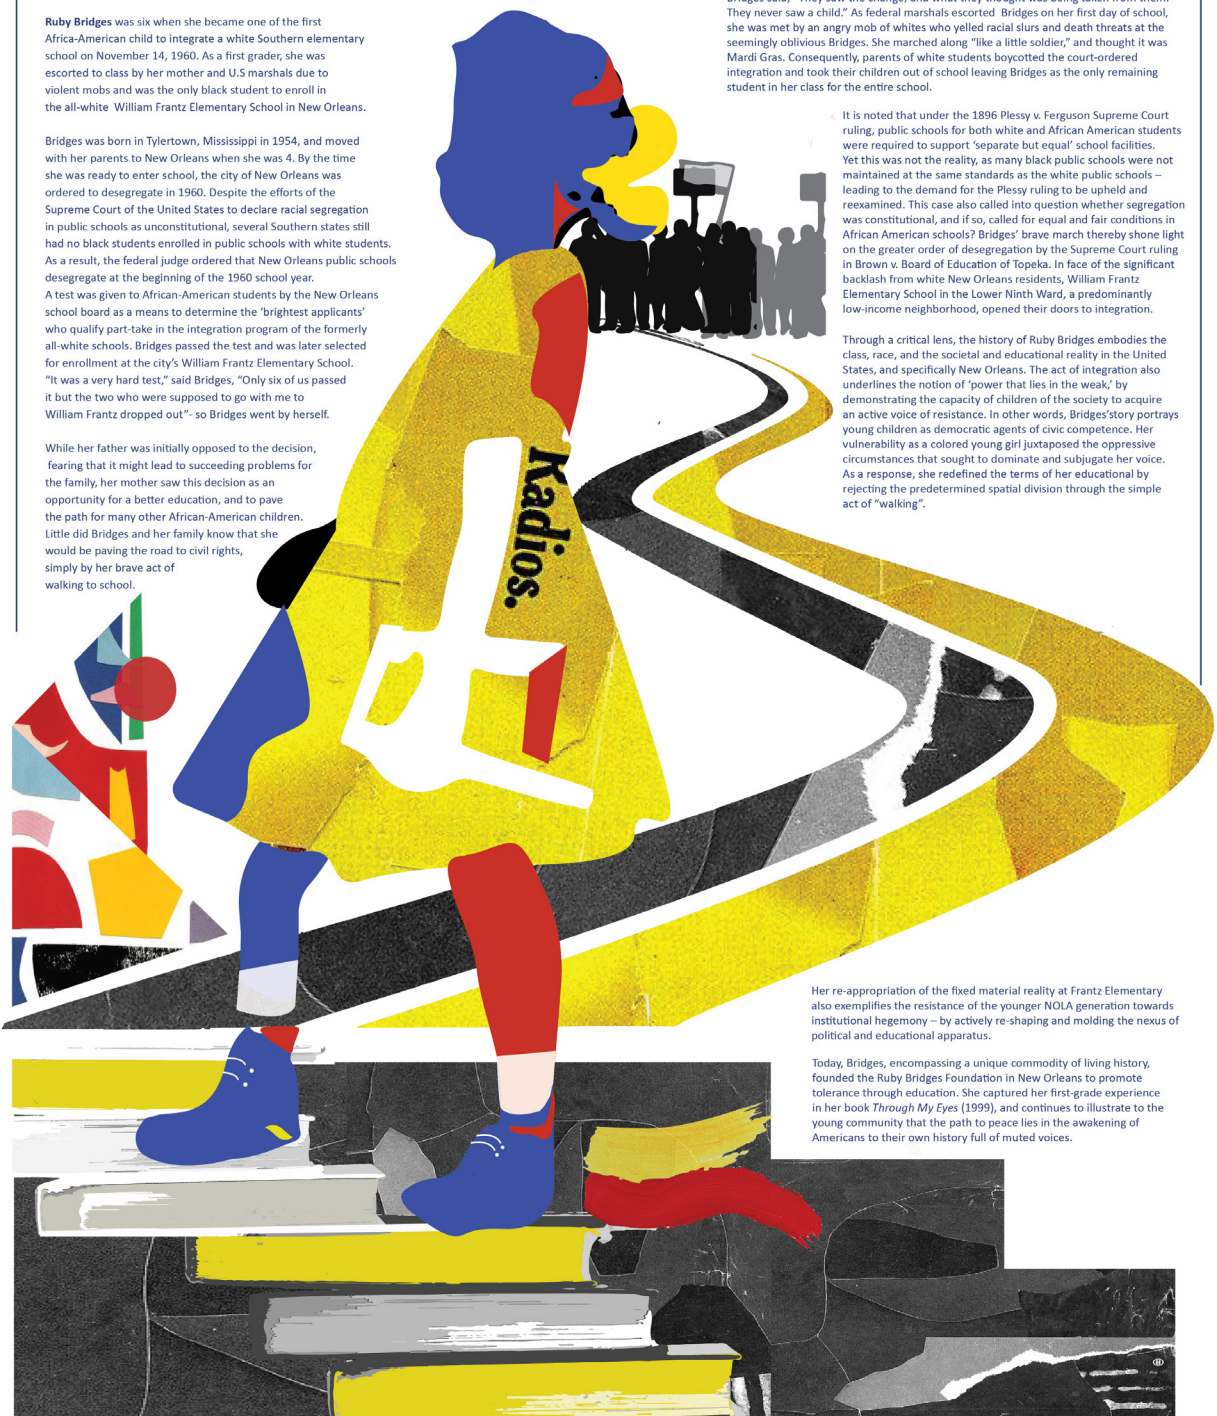 Ruby Bridges was six when she became one of the first
Africa-American child to integrate a white Southern elementary
school on November 14, 1960. As a first grader, she was
escorted to class by her mother and U.S marshals due to
violent mobs and was the only black student to enroll in
the all-white William Frantz Elementary School in New Orleans.
Bridges was born in Tylertown, Mississippi in 1954, and moved
with her parents to New Orleans when she was 4. By the time
she was ready to enter school, the city of New Orleans was
ordered to desegregate in 1960. Despite the efforts of the
Supreme Court of the United States to declare racial segregation
in public schools as unconstitutional, several Southern states still
had no black students enrolled in public schools with white students.
As a result, the federal judge ordered that New Orleans public schools
desegregate at the beginning of the 1960 school year.
A test was given to African-American students by the New Orleans
school board as a means to determine the ‘brightest applicants’
who qualify part-take in the integration program of the formerly
all-white schools. Bridges passed the test and was later selected
for enrollment at the city’s William Frantz Elementary School.
“It was a very hard test,” said Bridges, “Only six of us passed
it but the two who were supposed to go with me to
William Frantz dropped out”- so Bridges went by herself.
While her father was initially opposed to the decision,
fearing that it might lead to succeeding problems for
the family, her mother saw this decision as an
opportunity for a better education, and to pave
the path for many other African-American children.
Little did Bridges and her family know that she
would be paving the road to civil rights,
simply by her brave act of
walking to school.
Bridges said, “They saw the change, and what they thought was being taken from them.
They never saw a child.” As federal marshals escorted Bridges on her first day of school,
she was met by an angry mob of whites who yelled racial slurs and death threats at the
seemingly oblivious Bridges. She marched along “like a little soldier,” and thought it was
Mardi Gras. Consequently, parents of white students boycotted the court-ordered
integration and took their children out of school leaving Bridges as the only remaining
student in her class for the entire school.
It is noted that under the 1896 Plessy v. Ferguson Supreme Court
ruling, public schools for both white and African American students
were required to support ‘separate but equal’ school facilities.
Yet this was not the reality, as many black public schools were not
maintained at the same standards as the white public schools –
leading to the demand for the Plessy ruling to be upheld and
reexamined. This case also called into question whether segregation
was constitutional, and if so, called for equal and fair conditions in
African American schools? Bridges’ brave march thereby shone light
on the greater order of desegregation by the Supreme Court ruling
in Brown v. Board of Education of Topeka. In face of the significant
backlash from white New Orleans residents, William Frantz
Elementary School in the Lower Ninth Ward, a predominantly
low-income neighborhood, opened their doors to integration.
Through a critical lens, the history of Ruby Bridges embodies the
class, race, and the societal and educational reality in the United
States, and specifically New Orleans. The act of integration also
underlines the notion of ‘power that lies in the weak,’ by
demonstrating the capacity of children of the society to acquire
an active voice of resistance. In other words, Bridges’story portrays
young children as democratic agents of civic competence. Her
vulnerability as a colored young girl juxtaposed the oppressive
circumstances that sought to dominate and subjugate her voice.
As a response, she redefined the terms of her educational by
rejecting the predetermined spatial division through the simple
act of “walking”.
Kadios.
Her re-appropriation of the fixed material reality at Frantz Elementary
also exemplifies the resistance of the younger NOLA generation towards
institutional hegemony – by actively re-shaping and molding the nexus of
political and educational apparatus.
Today, Bridges, encompassing a unique commodity of living history,
founded the Ruby Bridges Foundation in New Orleans to promote
tolerance through education. She captured her first-grade experience
in her book Through My Eyes (1999), and continues to illustrate to the
young community that the path to peace lies in the awakening of
Americans to their own history full of muted voices.